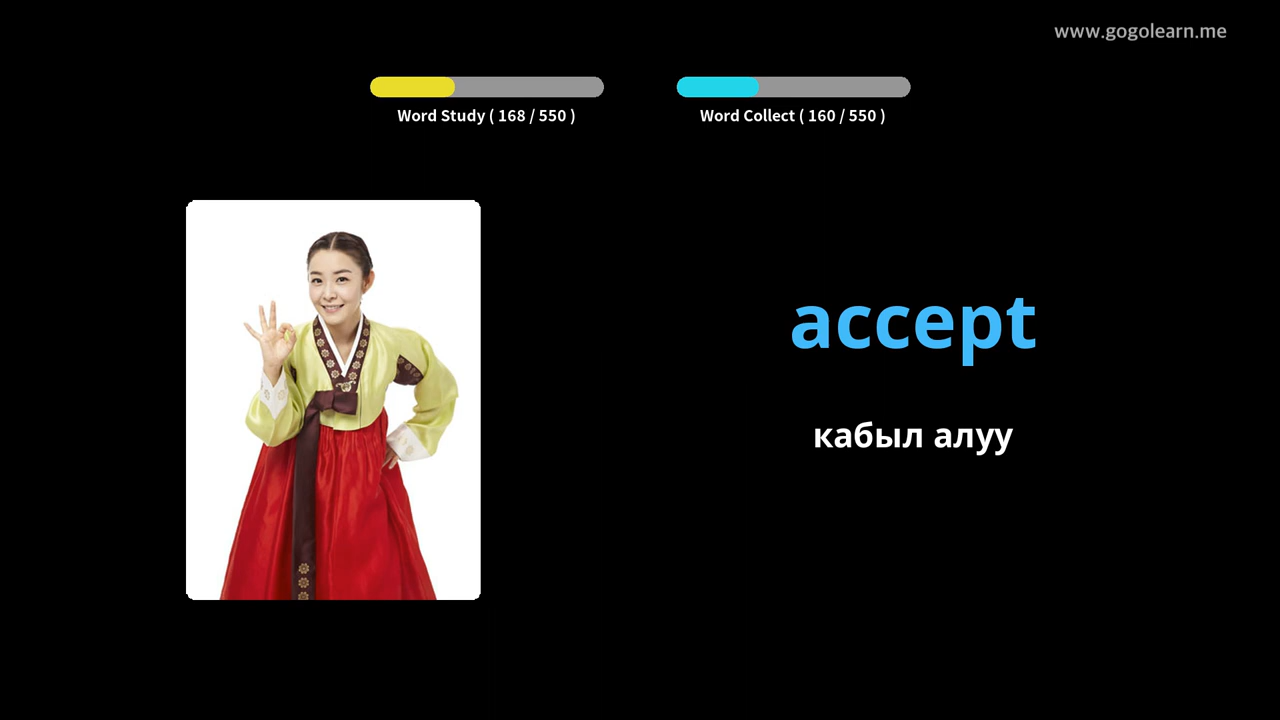 www.gogolearn.me
Word Study ( 168 / 550 )
Word Collect ( 160 / 550 )
accept
кабыл алуу